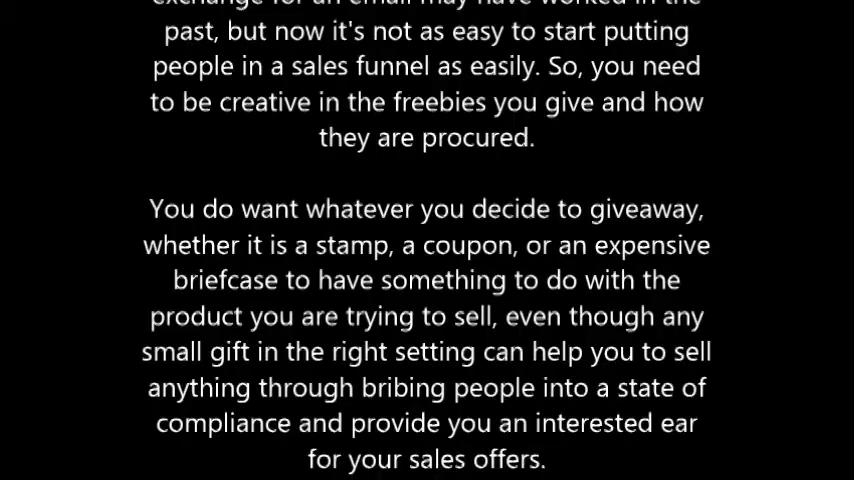 exchange for an email may have worked in the
past, but now it's not as easy to start putting
people in a sales funnel as easily. So, you need
to be creative in the freebies you give and how
they are procured.
You do want whatever you decide to giveaway,
whether it is a stamp, a coupon, or an expensive
briefcase to have something to do with the
product you are trying to sell, even though any
small gift in the right setting can help you to sell
anything through bribing people into a state of
compliance and provide you an interested ear
for your sales offers.